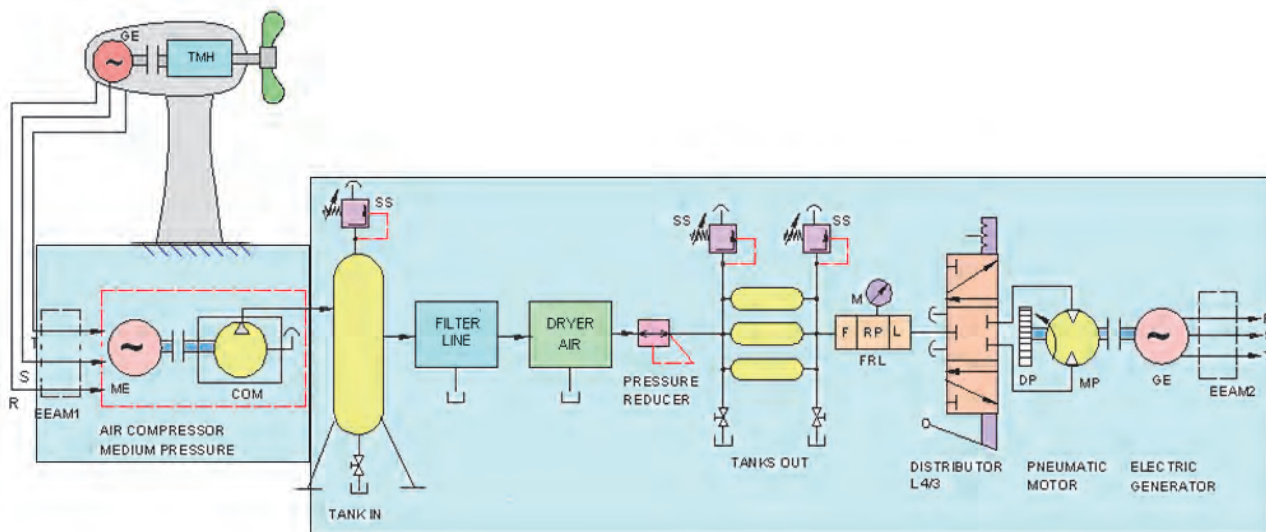 GE
TMH
SS
SS
SS
M
FILTER
LINE
DRYER
AIR
F RP L
FRL
T
S
R
EEAM1
ME
COM
PRESSURE
REDUCER
DP
MP
GE
EEAM2
AIR COMPRESSOR
MEDIUM PRESSURE
TANK IN
TANKS OUT
DISTRIBUTOR
L4/3
PNEUMATIC
MOTOR
ELECTRIC
GENERATOR